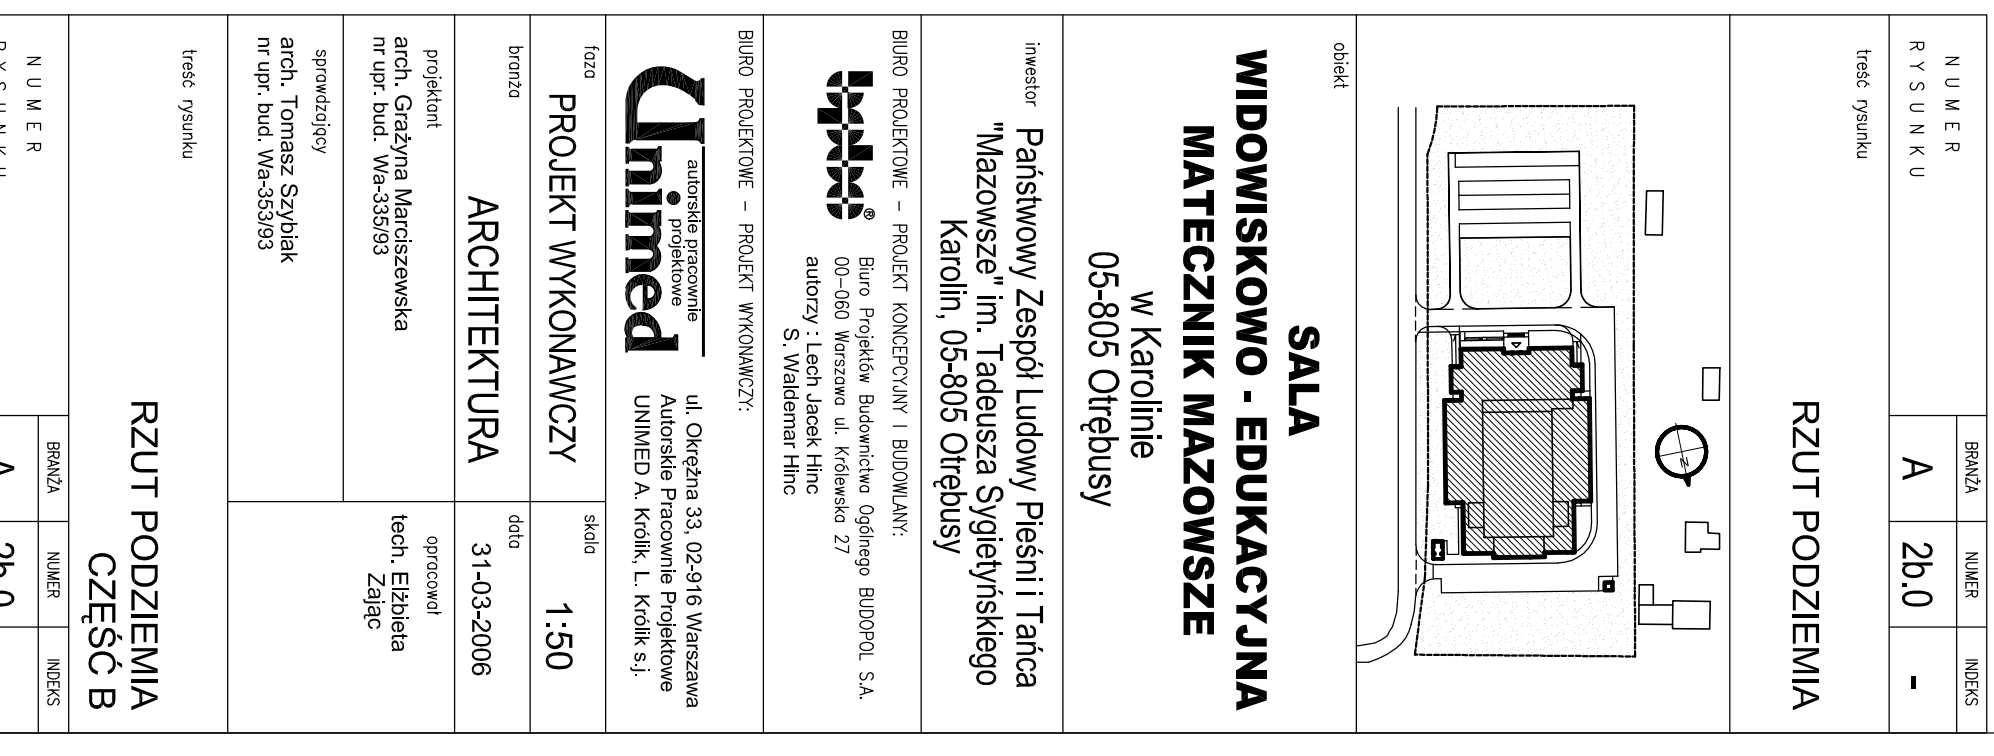 NUMER
RYSUNKU
BRANŻA
NUMER
INDEKS
A
2b.0
-
treść rysunku
RZUT PODZIEMIA
N
obiekt
SALA
WIDOWISKOWO - EDUKACYJNA
MATECZNIK MAZOWSZE
w Karolinie
05-805 Otrębusy
inwestor
Państwowy Zespół Ludowy Pieśni i Tańca
"Mazowsze" im. Tadeusza Sygietyńskiego
Karolin, 05-805 Otrębusy
BIURO PROJEKTOWE – PROJEKT KONCEPCYJNY I BUDOWLANY:
®
Biuro Projektów Budownictwa Ogólnego BUDOPOL S.A.
00-060 Warszawa ul. Królewska 27
autorzy : Lech Jacek Hinc
S. Waldemar Hinc
BIURO PROJEKTOWE – PROJEKT WYKONAWCZY:
autorskie pracownie
projektowe
Unimed
ul. Okrężna 33, 02-916 Warszawa
Autorskie Pracownie Projektowe
UNIMED A. Królik, L. Królik s.j.
faza
PROJEKT WYKONAWCZY
skala
1:50
branża
ARCHITEKTURA
data
31-03-2006
projektant
arch. Grażyna Marciszewska
nr upr. bud. Wa-335/93
opracował
tech. Elżbieta
Zając
sprawdzający
arch. Tomasz Szybiak
nr upr. bud. Wa-353/93
treść rysunku
RZUT PODZIEMIA
CZĘŚĆ B
NUMER
RYSUNKU
BRANŻA
NUMER
INDEKS
A
2b.0